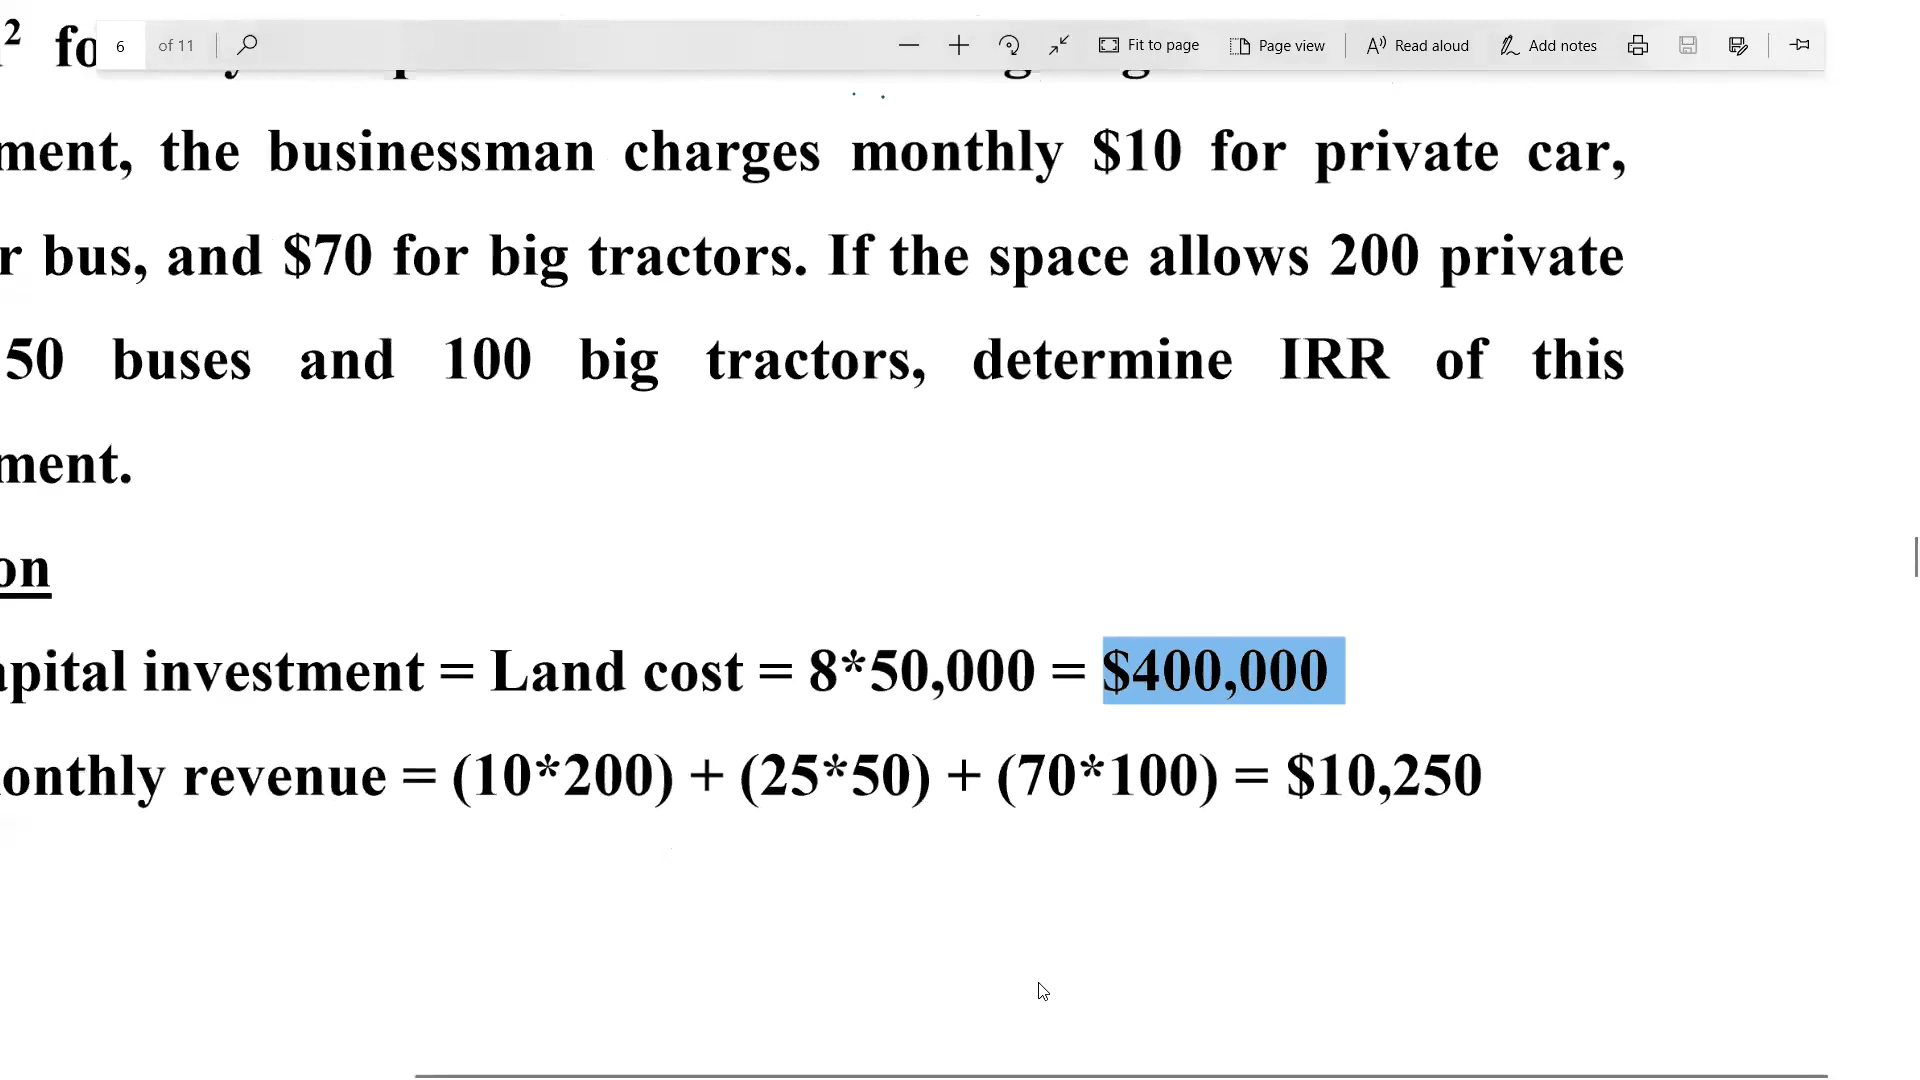 6 of 11 Fit to page Page view Read aloud Add notes
2 fo
ment, the businessman charges monthly $10 for private car,
r bus, and $70 for big tractors. If the space allows 200 private
50 buses and 100 big tractors, determine IRR of this
ment.
on
apital investment = Land cost = 8*50,000 = $400,000
onthly revenue = (10*200) + (25*50) + (70*100) = $10,250